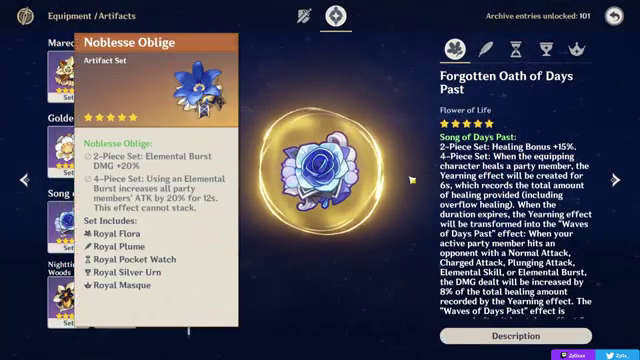 Equipment / Artifacts
Archive entries unlocked: 101
Noblesse Oblige
Artifact Set
Noblesse Oblige:
2-Piece Set: Elemental Burst
DMG +20%
4-Piece Set: Using an Elemental
Burst increases all party
members' ATK by 20% for 12s.
This effect cannot stack.
Set Includes:
Royal Flora
Royal Plume
Royal Pocket Watch
Royal Silver Urn
Royal Masque
Marec
Set
Golde
Set
Song o
Set
Nightti
Woods
Set
Forgotten Oath of Days
Past
Flower of Life
Song of Days Past:
2-Piece Set: Healing Bonus +15%.
4-Piece Set: When the equipping
character heals a party member, the
Yearning effect will be created for
6s, which records the total amount
of healing provided (including
overflow healing). When the
duration expires, the Yearning effect
will be transformed into the "Waves
of Days Past" effect: When your
active party member hits an
opponent with a Normal Attack,
Charged Attack, Plunging Attack,
Elemental Skill, or Elemental Burst,
the DMG dealt will be increased by
8% of the total healing amount
recorded by the Yearning effect. The
"Waves of Days Past" effect is
Description